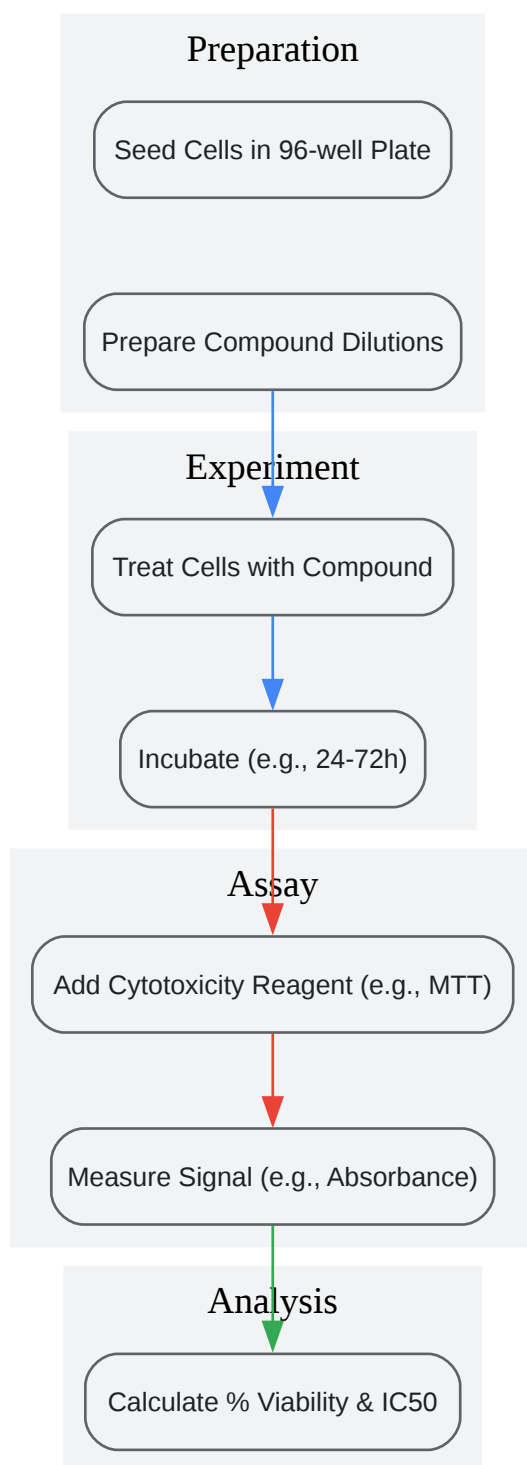 Preparation
Seed Cells in 96-well Plate
Prepare Compound Dilutions
Experiment
Treat Cells with Compound
Incubate (e.g., 24-72h)
Assay
Add Cytotoxicity Reagent (e.g., MTT)
Measure Signal (e.g., Absorbance)
Analysis
Calculate % Viability & IC50